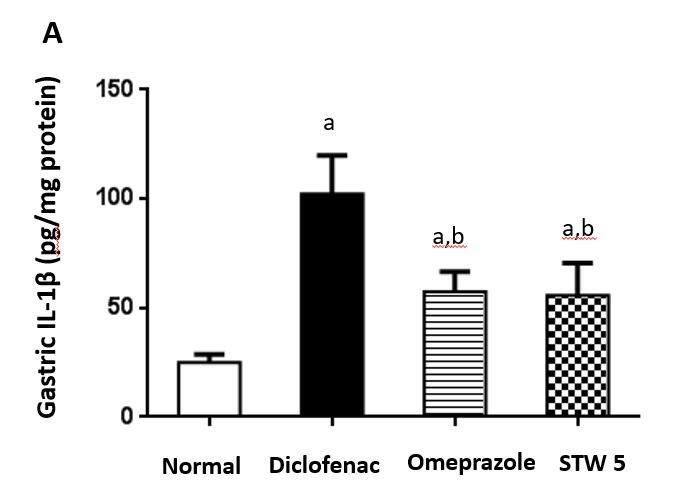 A
Gastric IL-1β (pg/mg protein)
150
100
50
0
a
a,b
a,b
Normal
Diclofenac
Omeprazole
STW 5